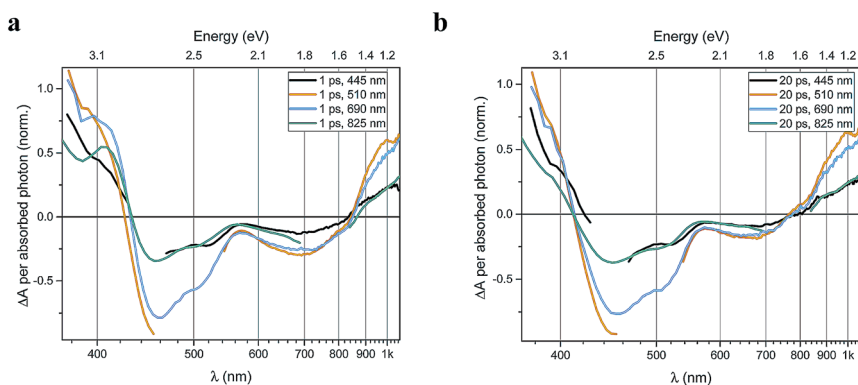 a
Energy (eV)
3.1 2.5 2.1 1.8 1.6 1.4 1.2
1 ps, 445 nm
1 ps, 510 nm
1 ps, 690 nm
1 ps, 825 nm
ΔA per absorbed photon (norm.)
1.0
0.5
0.0
-0.5
400 500 600 700 800 900 1k
λ (nm)
b
Energy (eV)
3.1 2.5 2.1 1.8 1.6 1.4 1.2
20 ps, 445 nm
20 ps, 510 nm
20 ps, 690 nm
20 ps, 825 nm
ΔA per absorbed photon (norm.)
1.0
0.5
0.0
-0.5
400 500 600 700 800 900 1k
λ (nm)